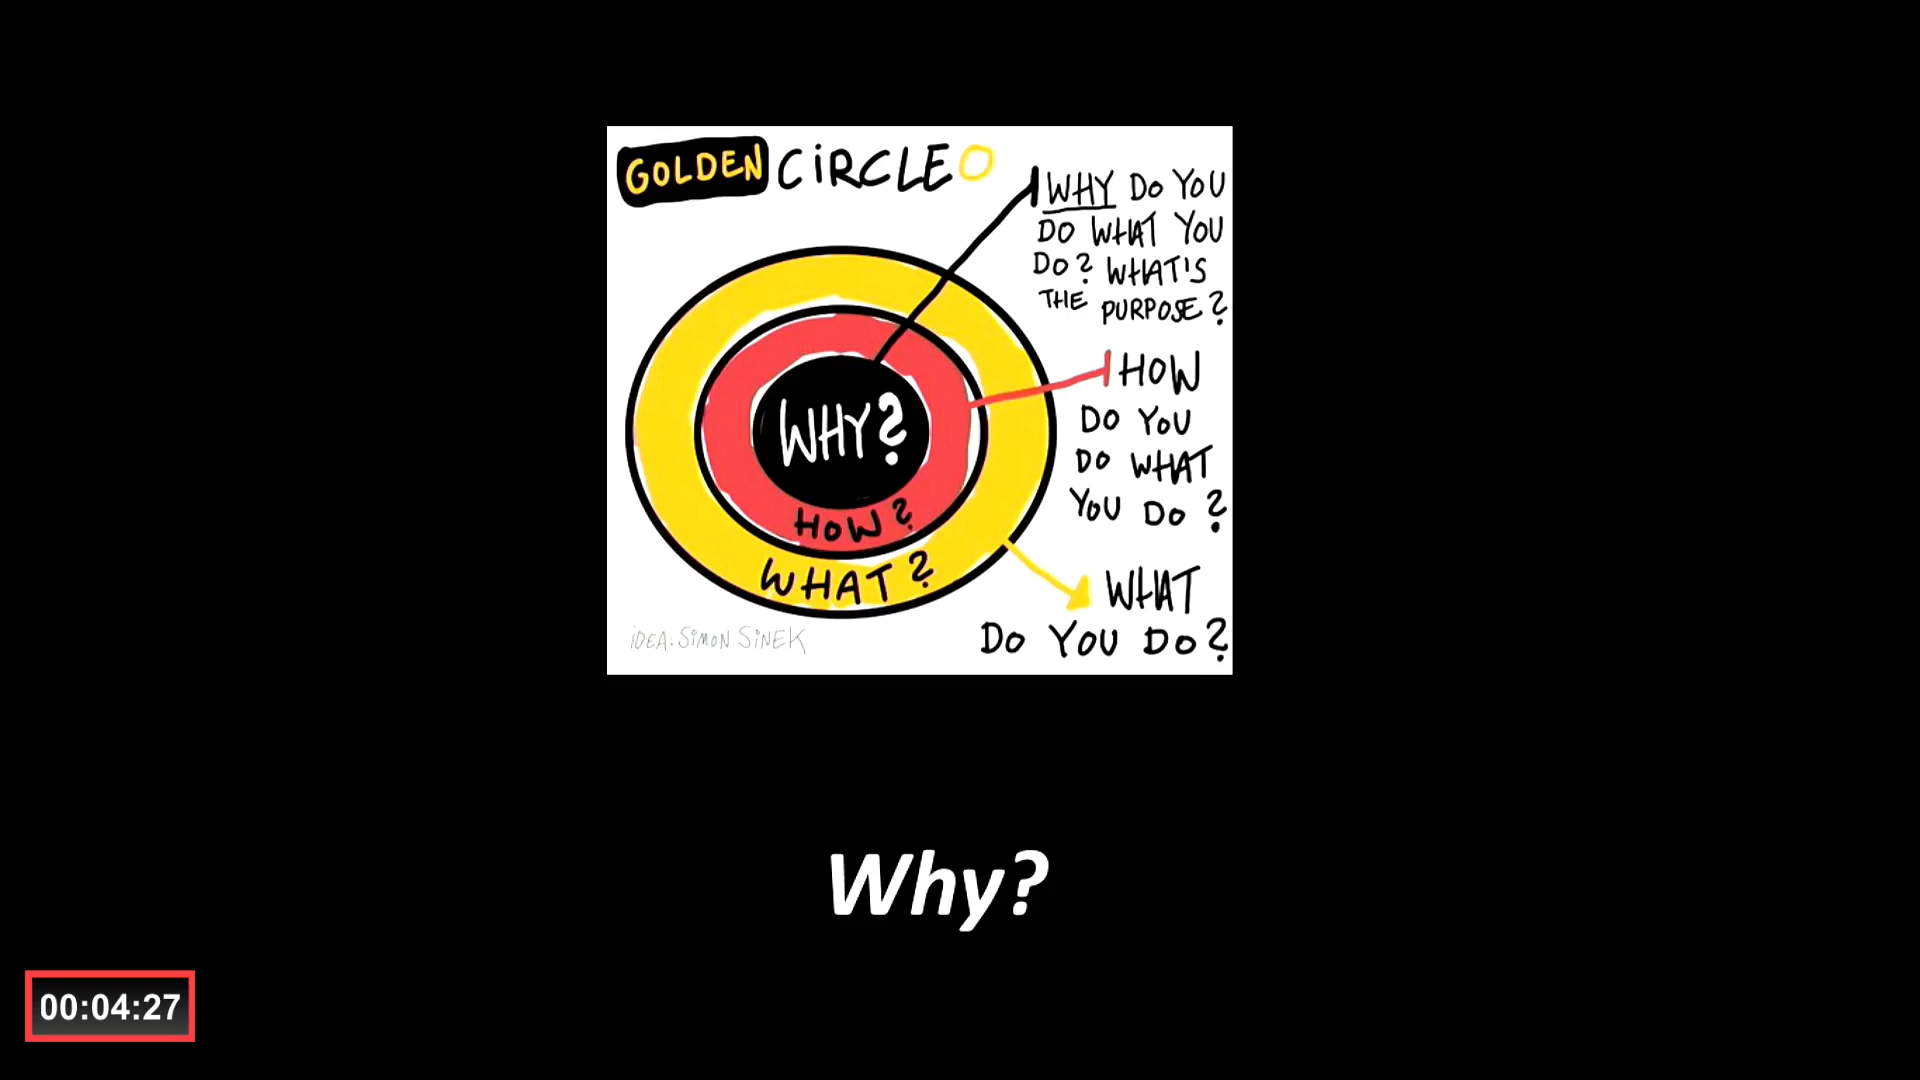 GOLDEN CiRCLE
WHY DO YOU
DO WHAT YOU
DO? WHAT'S
THE PURPOSE?
HOW
DO YOU
DO WHAT
YOU DO?
WHY?
HOW?
WHAT?
WHAT
DO YOU DO?
iDEA: SiMON SiNEK
Why?
00:04:27